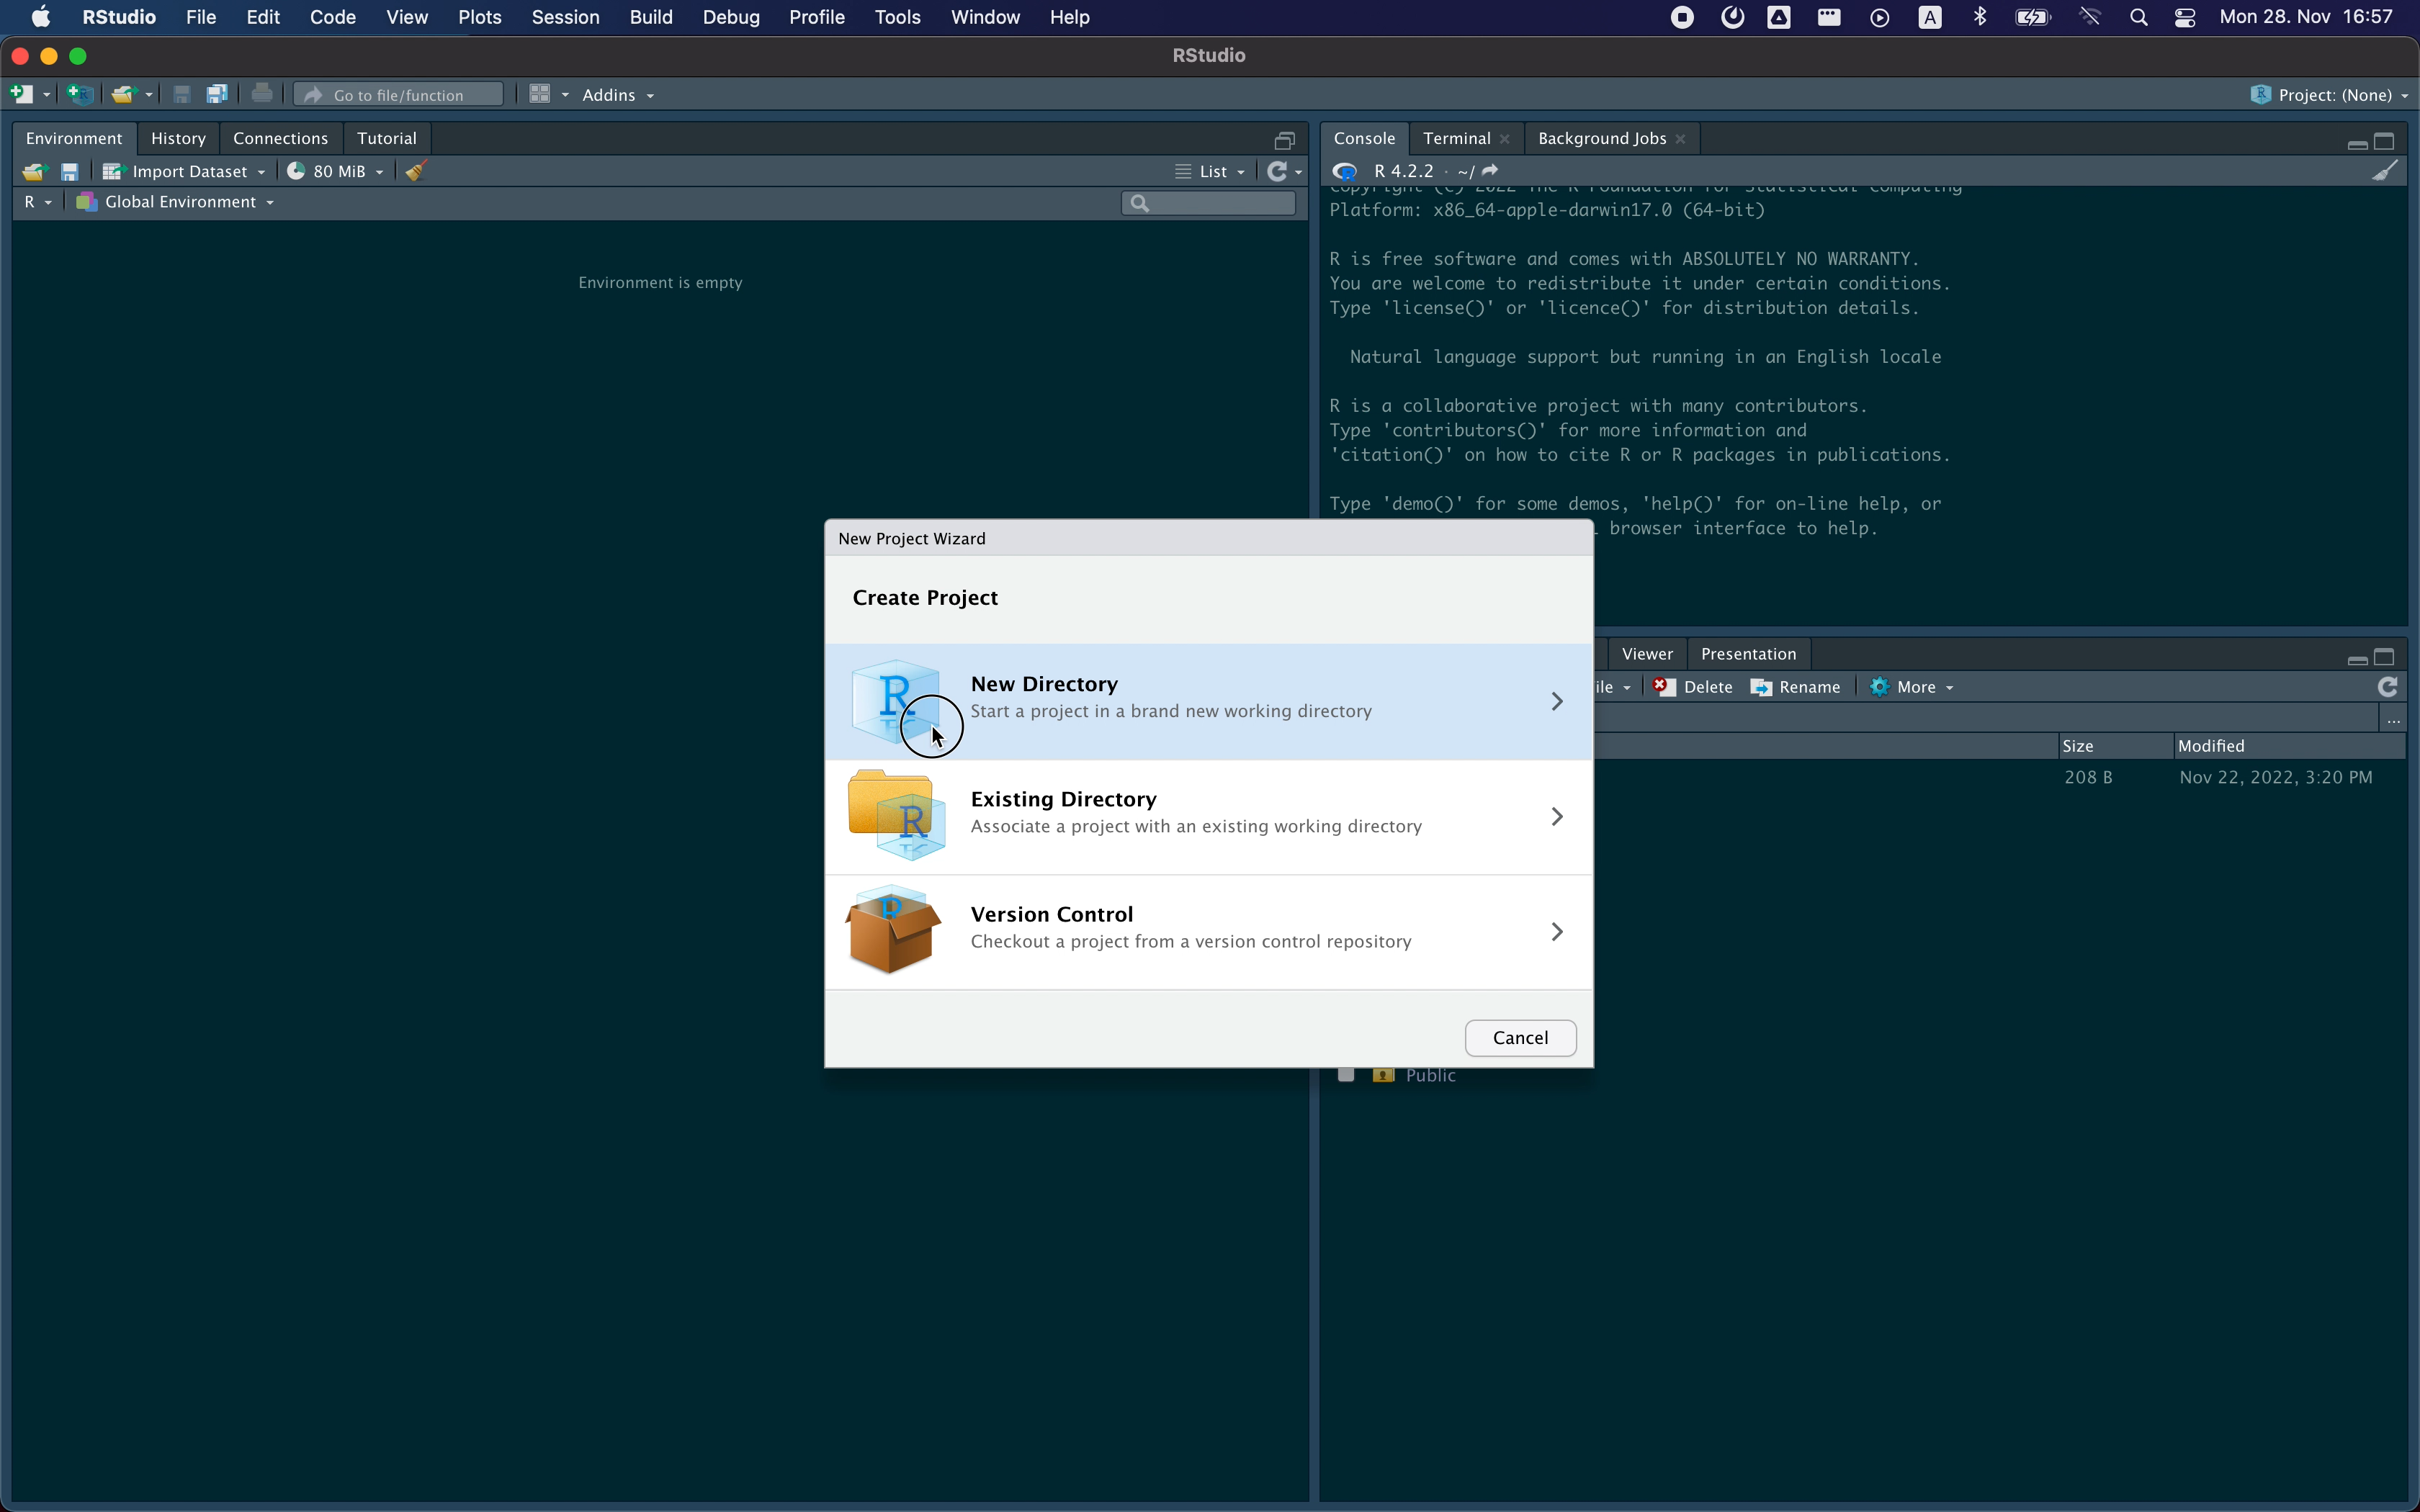 RStudio File Edit Code View Plots Session Build Debug Profile Tools Window Help A Mon 28. Nov 16:57
RStudio
Go to file/function Addins Project: (None)
Environment History Connections Tutorial
Import Dataset 80 MiB List
R Global Environment
Environment is empty
Console Terminal Background Jobs
R 4.2.2 · ~/
Copyright (C) 2022 The R Foundation for Statistical Computing
Platform: x86_64-apple-darwin17.0 (64-bit)
R is free software and comes with ABSOLUTELY NO WARRANTY.
You are welcome to redistribute it under certain conditions.
Type 'license()' or 'licence()' for distribution details.
Natural language support but running in an English locale
R is a collaborative project with many contributors.
Type 'contributors()' for more information and
'citation()' on how to cite R or R packages in publications.
Type 'demo()' for some demos, 'help()' for on-line help, or
browser interface to help.
Viewer Presentation
ile Delete Rename More
...
Size Modified
208 B Nov 22, 2022, 3:20 PM
Public
New Project Wizard
Create Project
R
New Directory
Start a project in a brand new working directory
R
Existing Directory
Associate a project with an existing working directory
R
Version Control
Checkout a project from a version control repository
Cancel